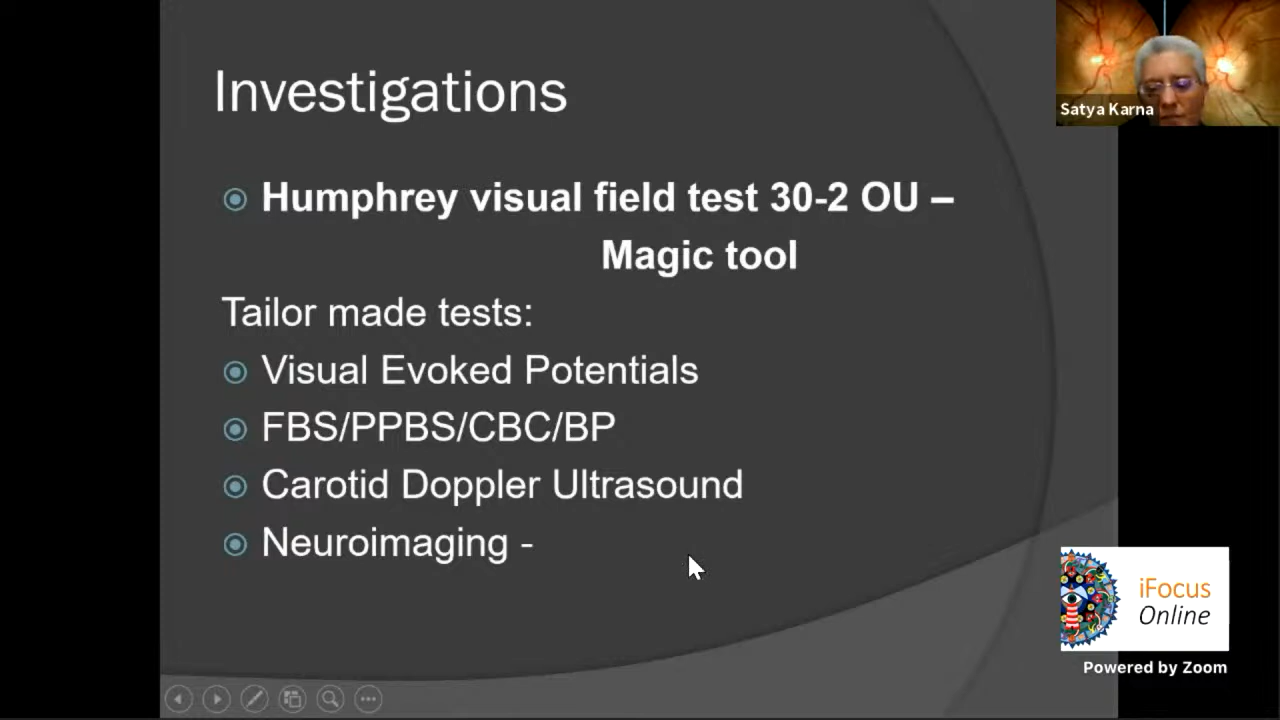 Investigations
Humphrey visual field test 30-2 OU –
Magic tool
Tailor made tests:
Visual Evoked Potentials
FBS/PPBS/CBC/BP
Carotid Doppler Ultrasound
Neuroimaging -
Satya Karna
iFocus
Online
Powered by Zoom